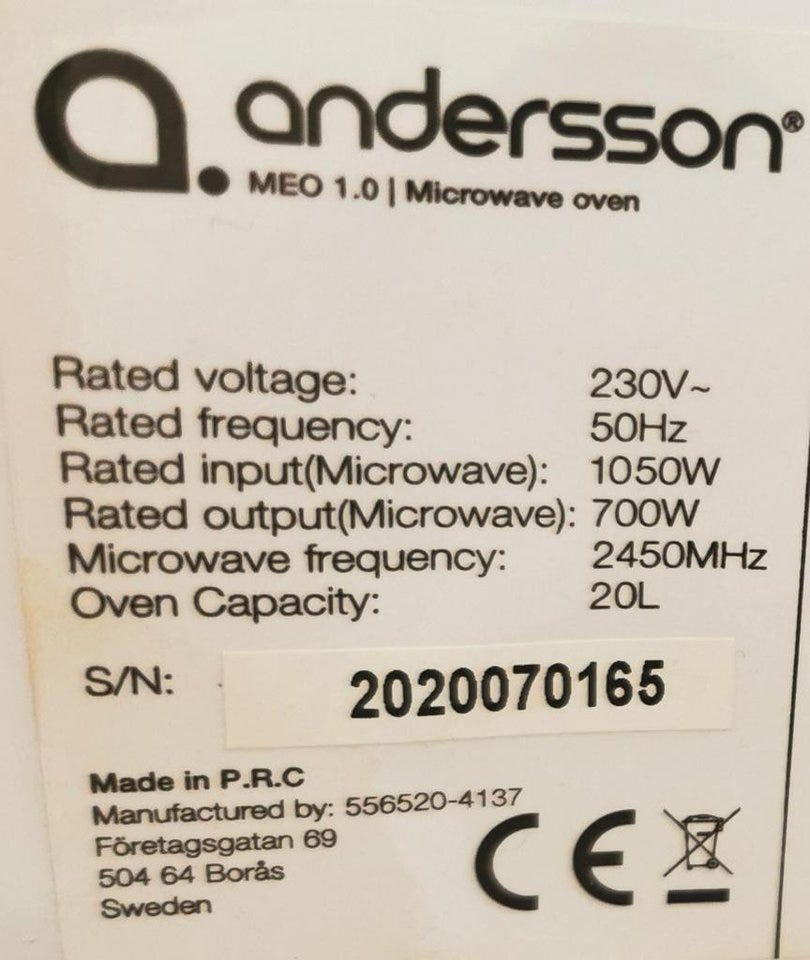 andersson®
MEO 1.0 | Microwave oven
Rated voltage: 230V~
Rated frequency: 50Hz
Rated input(Microwave): 1050W
Rated output(Microwave): 700W
Microwave frequency: 2450MHz
Oven Capacity: 20L
S/N: 2020070165
Made in P.R.C
Manufactured by: 556520-4137
Företagsgatan 69
504 64 Borås
Sweden
CE